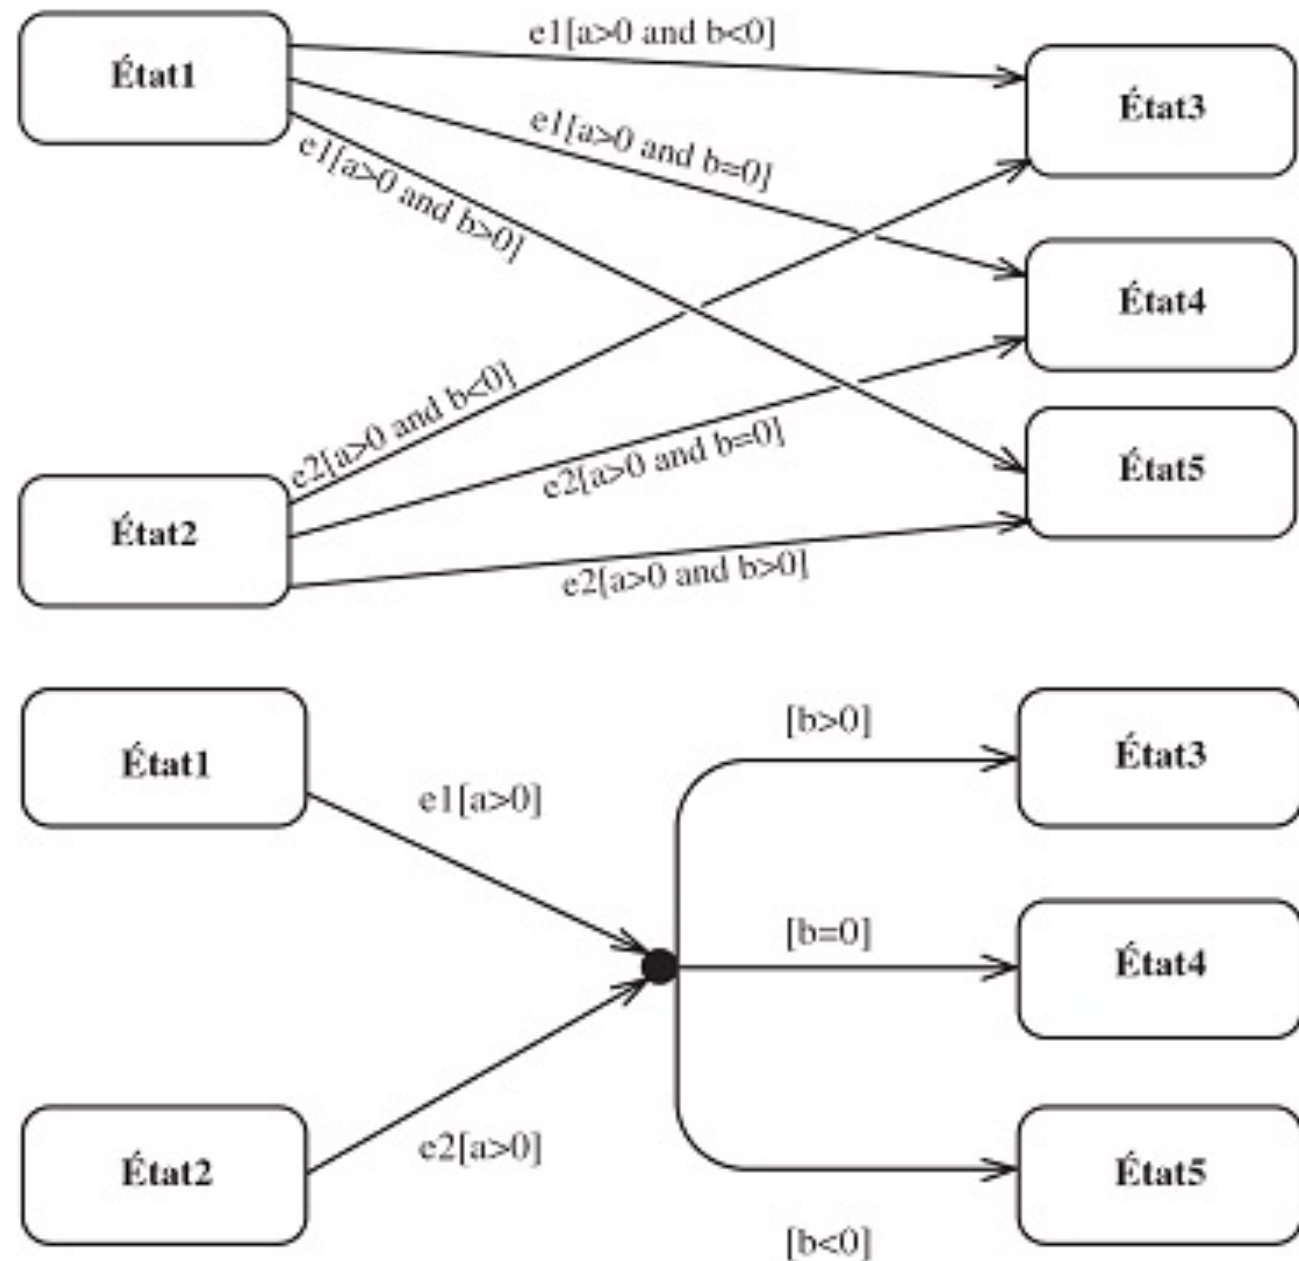 État1
e1[a>0 and b<0]
État3
e1[a>0 and b=0]
e1[a>0 and b>0]
État4
e2[a>0 and b<0]
e2[a>0 and b=0]
État5
État2
e2[a>0 and b>0]
État1
[b>0]
État3
e1[a>0]
[b=0]
État4
e2[a>0]
État2
État5
[b<0]